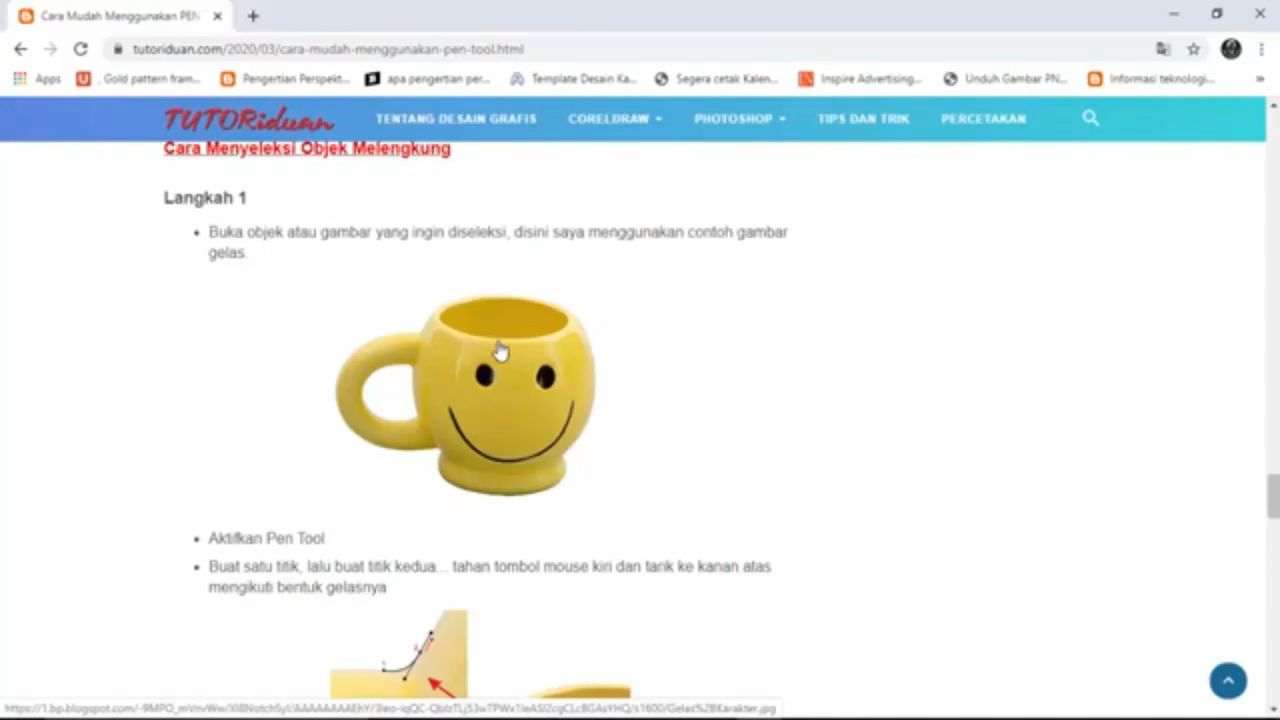 Cara Mudah Menggunakan PEN
tutoriduan.com/2020/03/cara-mudah-menggunakan-pen-tool.html
Apps
, Gold pattern fram...
Pengertian Perspekt...
apa pengertian per...
Template Desain Ka...
Segera cetak Kalen...
Inspire Advertising...
Unduh Gambar PN...
Informasi teknologi...
TUTORiduan
TENTANG DESAIN GRAFIS
CORELDRAW
PHOTOSHOP
TIPS DAN TRIK
PERCETAKAN
Cara Menyeleksi Objek Melengkung
Langkah 1
Buka objek atau gambar yang ingin diseleksi, disini saya menggunakan contoh gambar
gelas.
Aktifkan Pen Tool
Buat satu titik, lalu buat titik kedua... tahan tombol mouse kiri dan tarik ke kanan atas
mengikuti bentuk gelasnya